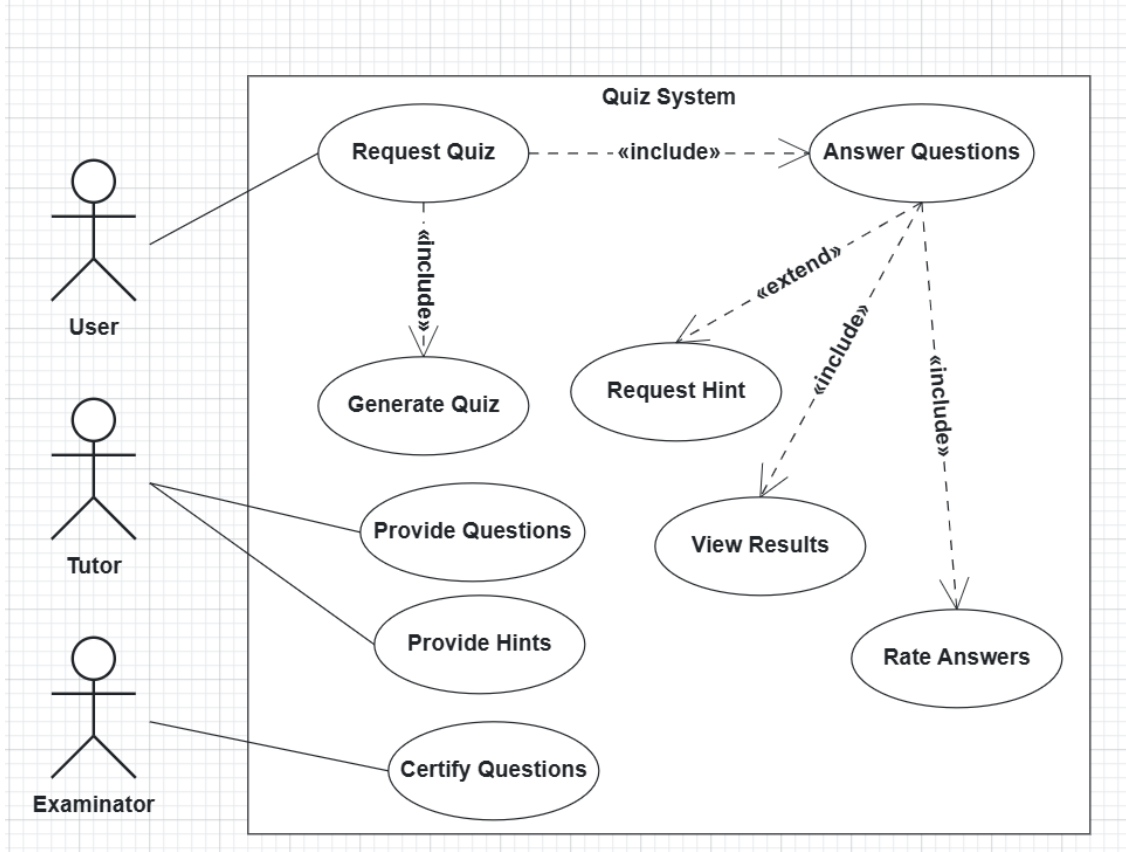 Quiz System
Request Quiz
«include»
Answer Questions
User
«include»
Generate Quiz
«extend»
Request Hint
«include»
View Results
«include»
Rate Answers
Tutor
Provide Questions
Provide Hints
Examinator
Certify Questions